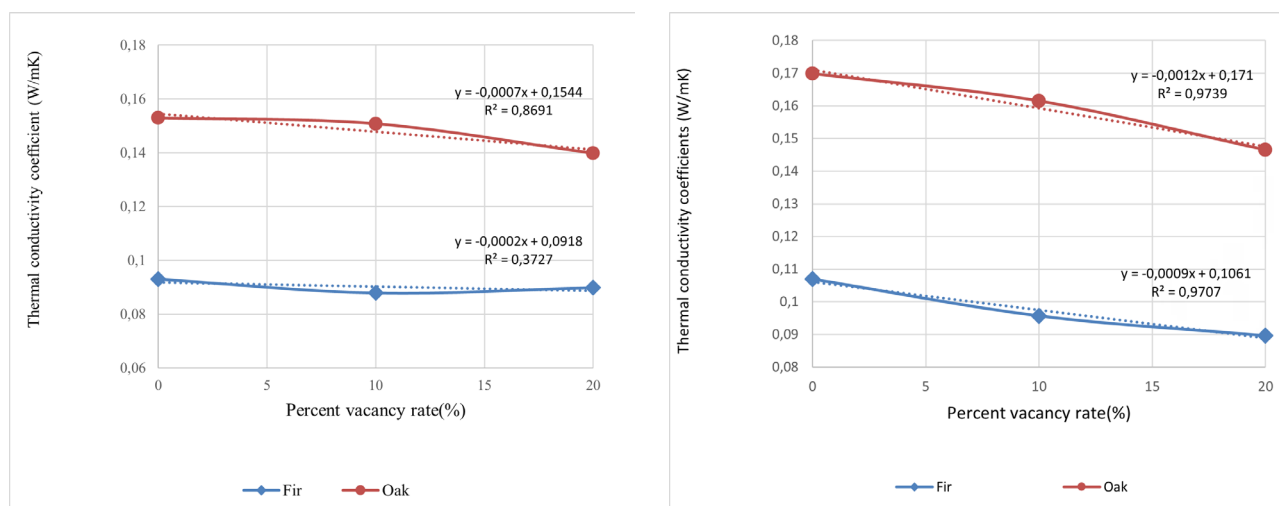 0,18
0,16
0,14
0,12
0,1
0,08
0,06
Thermal conductivity coefficient (W/mK)
y = -0,0007x + 0,1544
R² = 0,8691
y = -0,0002x + 0,0918
R² = 0,3727
0 5 10 15 20
Percent vacancy rate(%)
Fir Oak
0,18
0,17
0,16
0,15
0,14
0,13
0,12
0,11
0,1
0,09
0,08
Thermal conductivity coefficients (W/mK)
y = -0,0012x + 0,171
R² = 0,9739
y = -0,0009x + 0,1061
R² = 0,9707
0 5 10 15 20
Percent vacancy rate(%)
Fir Oak